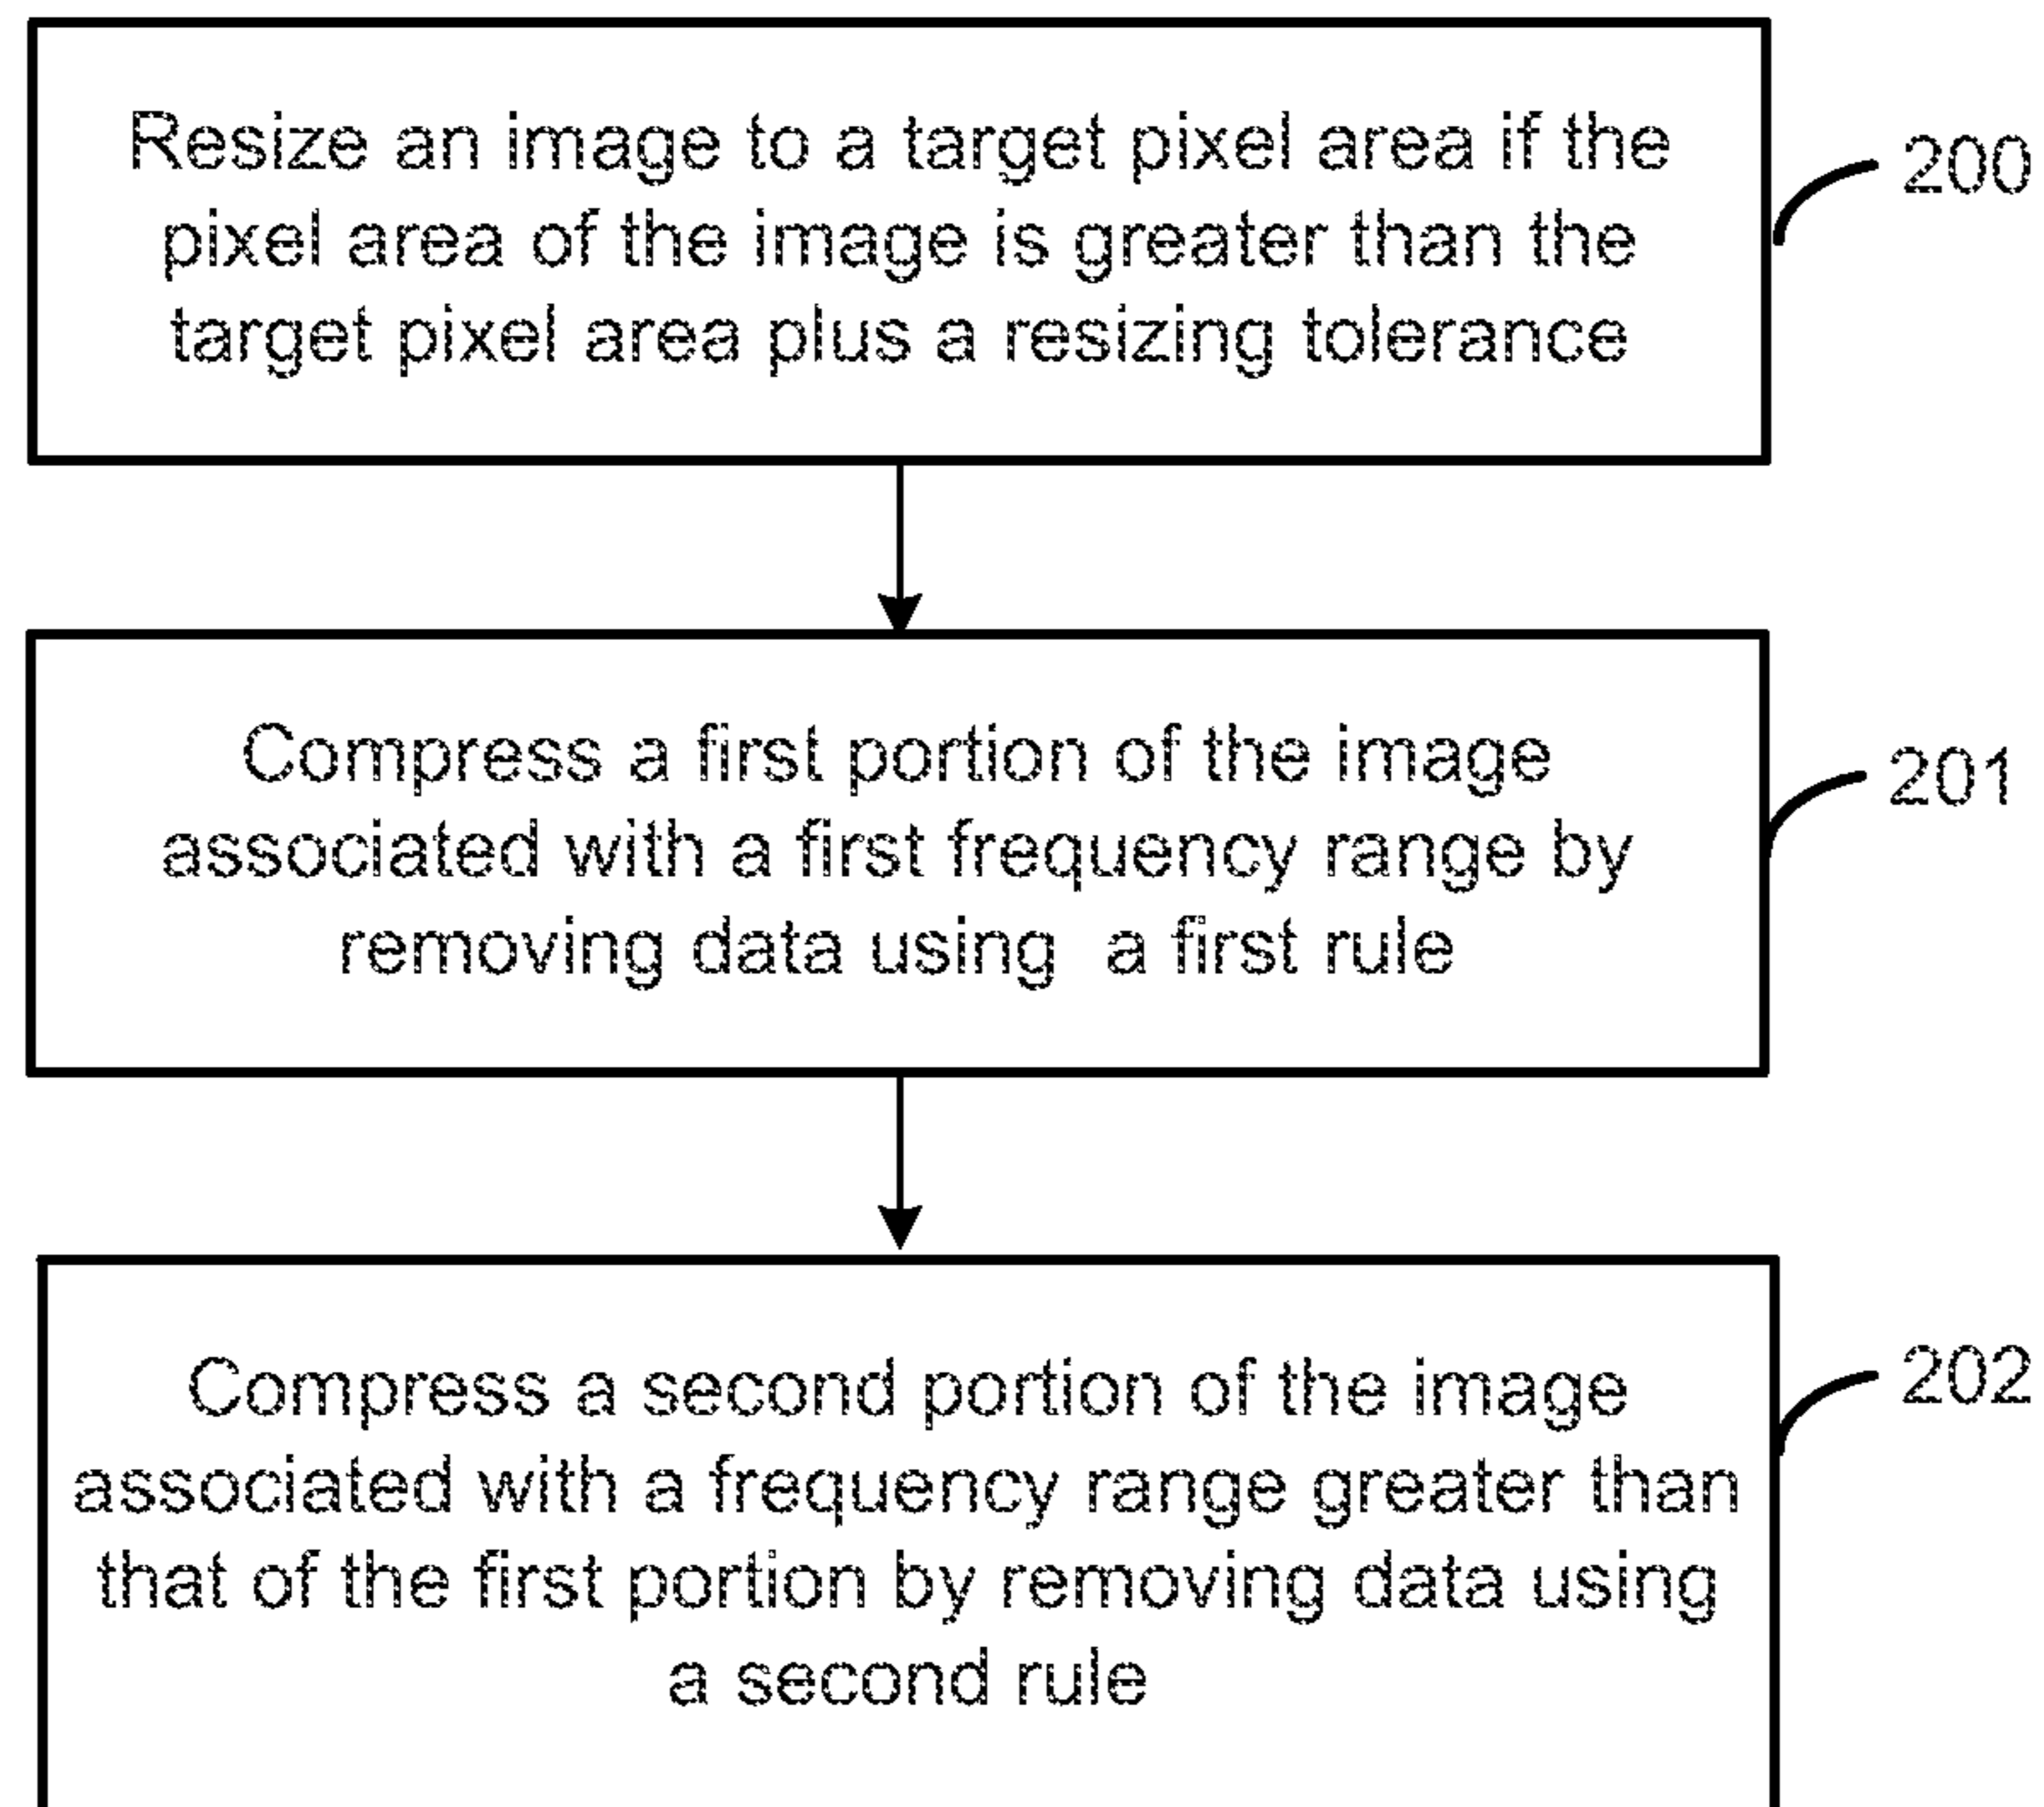 Resize an image to a target pixel area if the
pixel area of the image is greater than the
target pixel area plus a resizing tolerance
200
Compress a first portion of the image
associated with a first frequency range by
removing data using a first rule
201
Compress a second portion of the image
associated with a frequency range greater than
that of the first portion by removing data using
a second rule
202